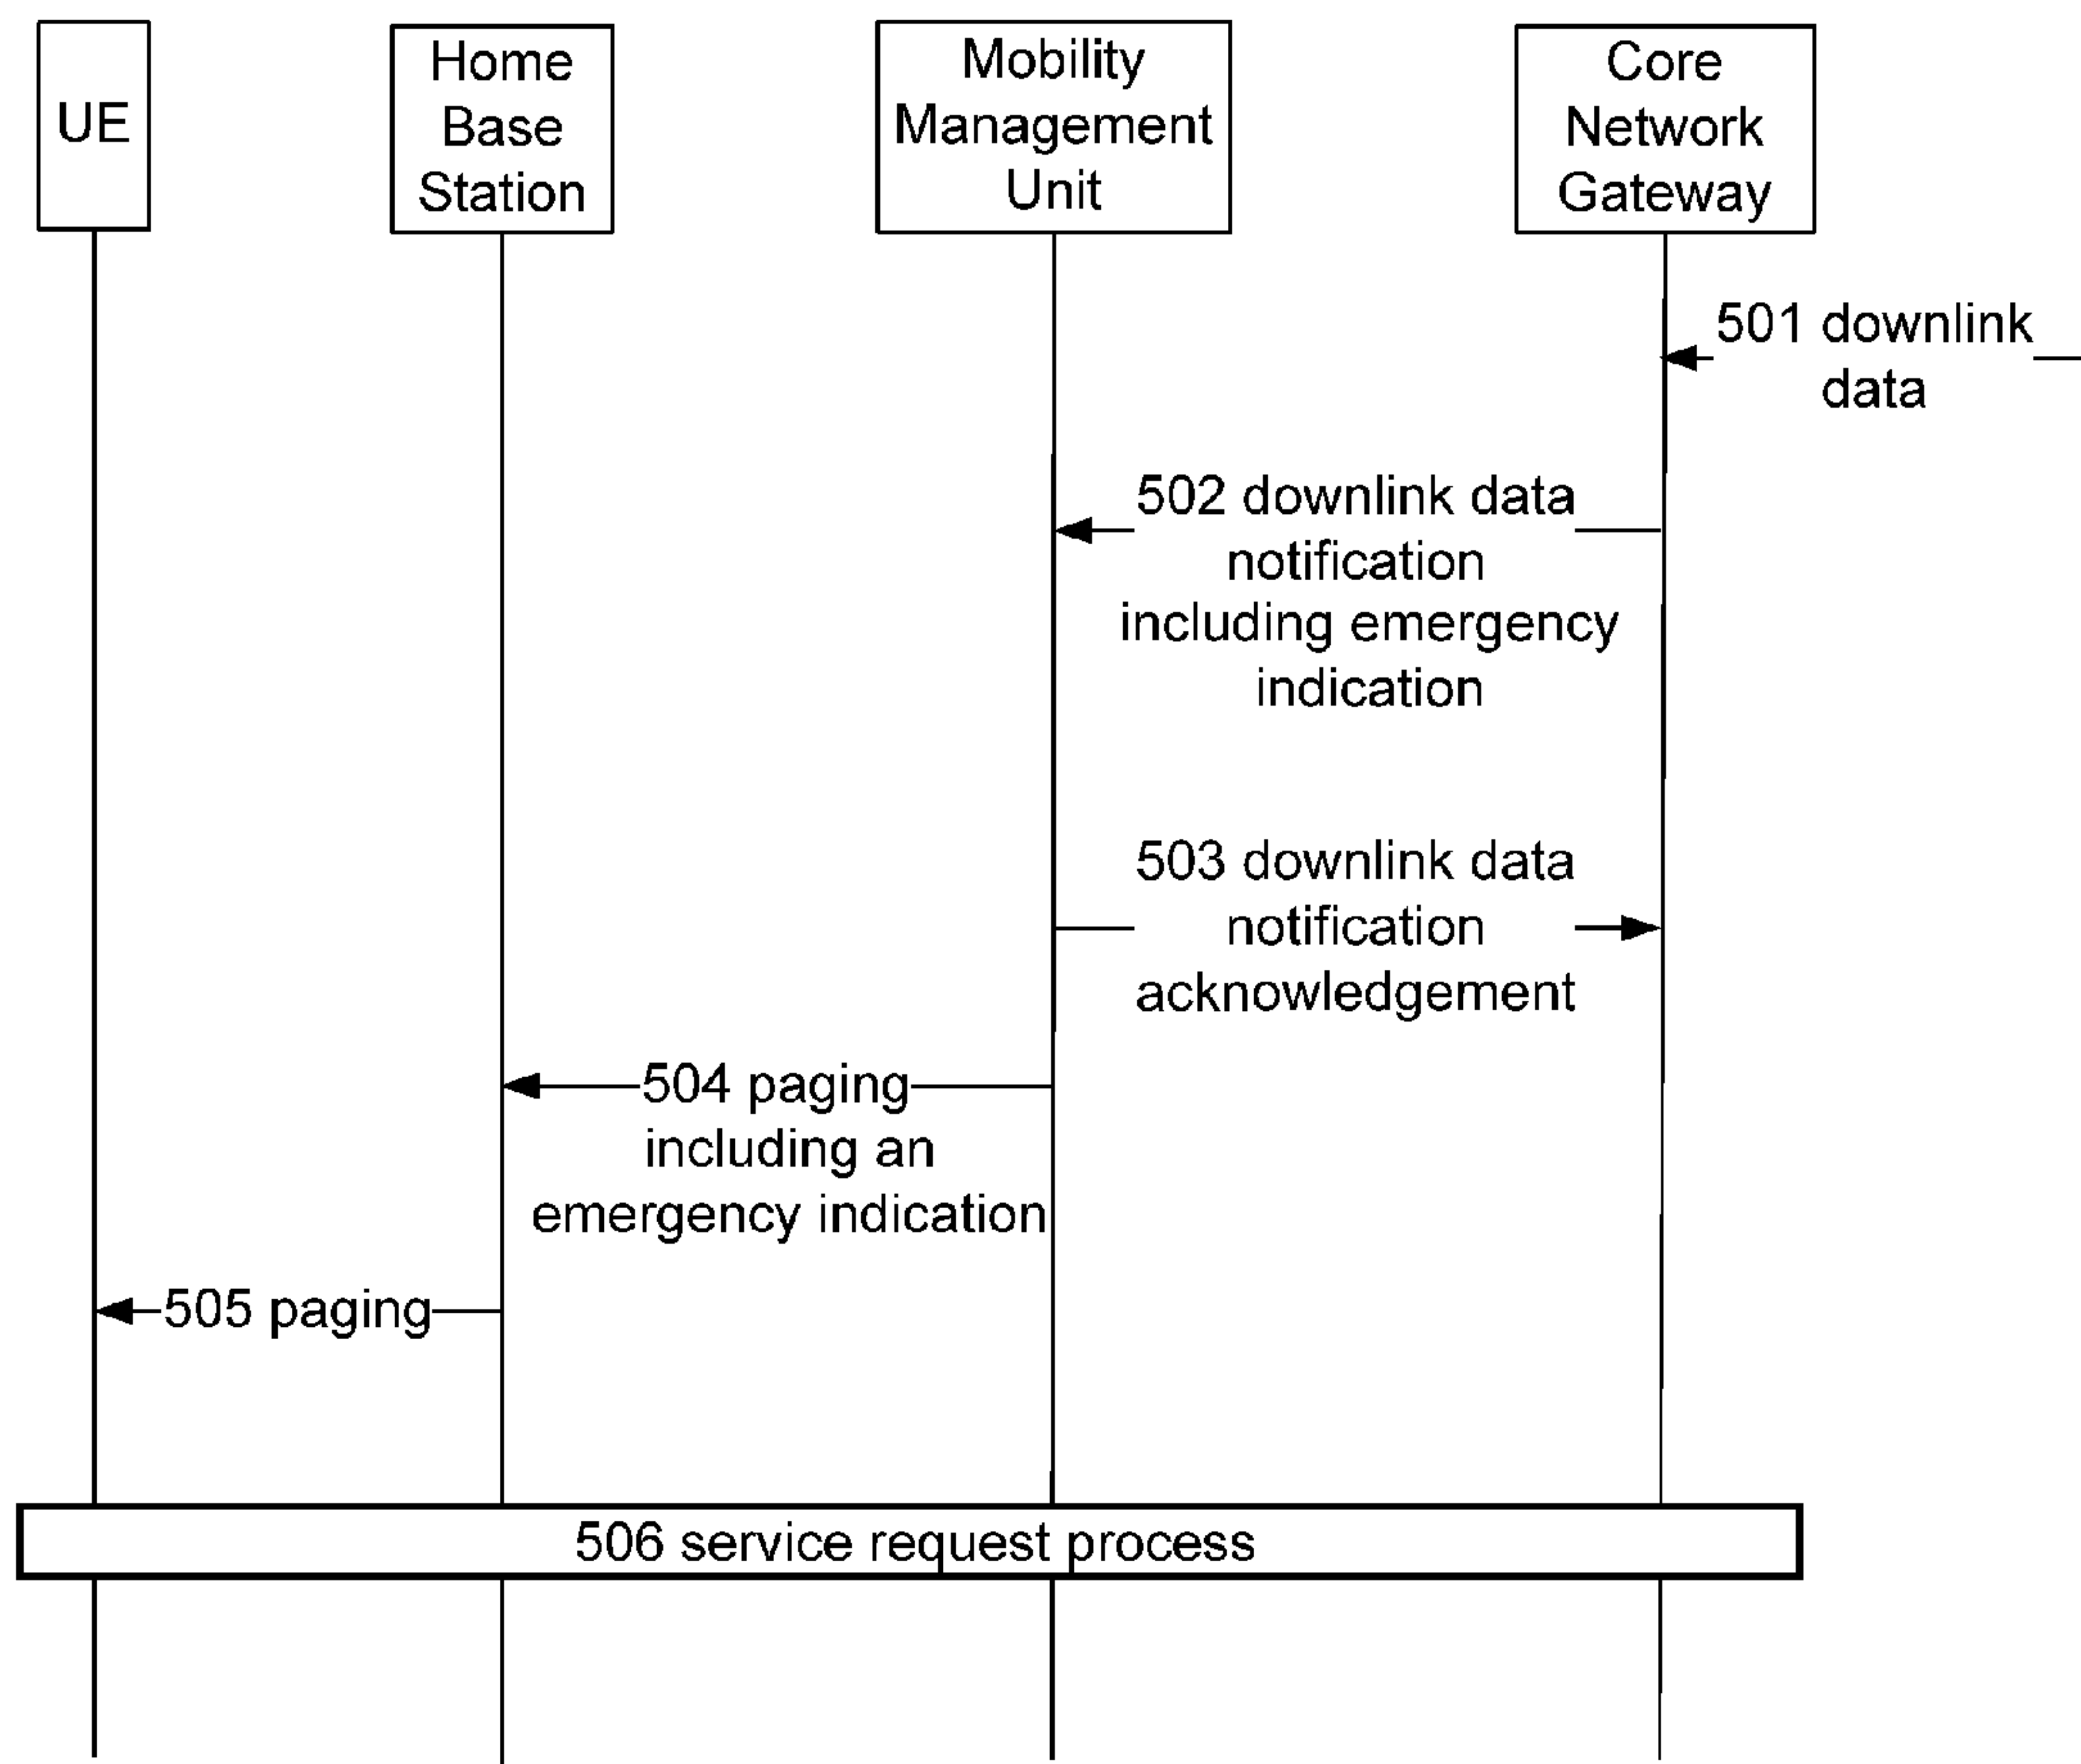 UE
Home
Base
Station
Mobility
Management
Unit
Core
Network
Gateway
501 downlink
data
502 downlink data
notification
including emergency
indication
503 downlink data
notification
acknowledgement
504 paging
including an
emergency indication
505 paging
506 service request process